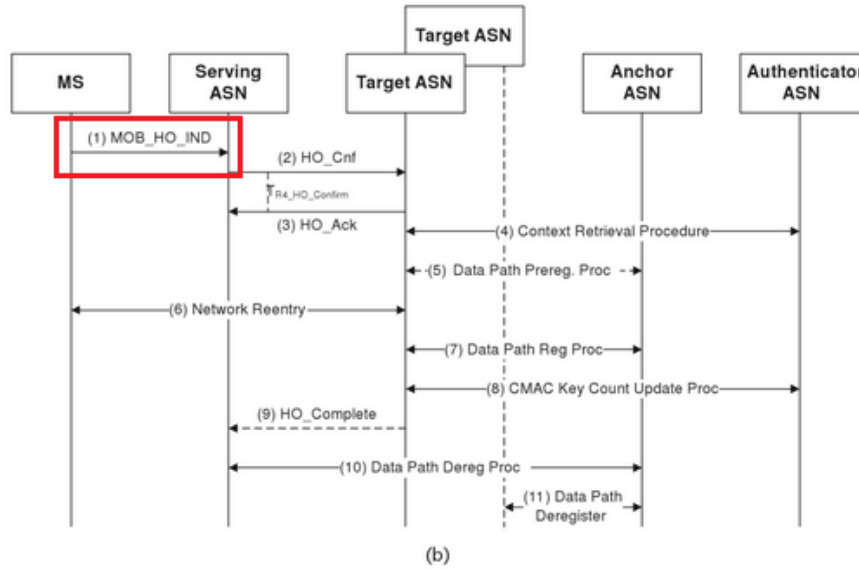 Target ASN
MS
Serving
ASN
Target ASN
Anchor
ASN
Authenticator
ASN
(1) MOB_HO_IND
(2) HO_Cnf
T R4_HO_Confirm
(3) HO_Ack
(4) Context Retrieval Procedure
(5) Data Path Prereg. Proc
(6) Network Reentry
(7) Data Path Reg Proc
(8) CMAC Key Count Update Proc
(9) HO_Complete
(10) Data Path Dereg Proc
(11) Data Path
Deregister
(b)